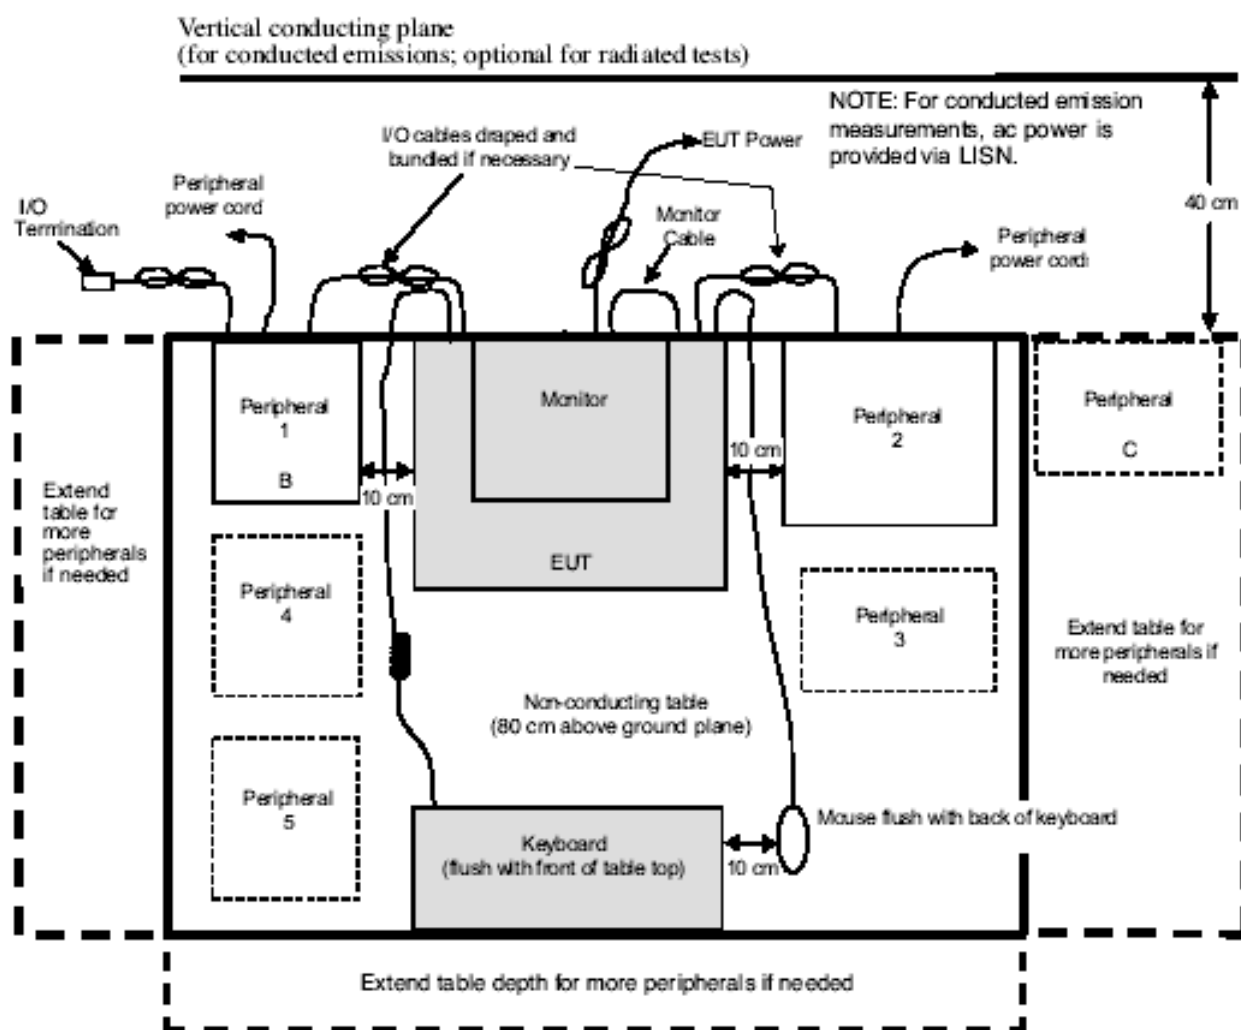 Vertical conducting plane
(for conducted emissions; optional for radiated tests)
NOTE: For conducted emission
measurements, ac power is
provided via LISN.
I/O cables draped and
bundled if necessary
EUT Power
40 cm
Peripheral
power cord
I/O
Termination
Monitor
Cable
Peripheral
power cord
Peripheral
1
B
Monitor
Peripheral
2
Peripheral
C
10 cm
10 cm
EUT
Extend
table for
more
peripherals
if needed
Peripheral
4
Peripheral
3
Extend table for
more peripherals if
needed
Non-conducting table
(80 cm above ground plane)
Peripheral
5
Keyboard
(flush with front of table top)
10 cm
Mouse flush with back of keyboard
Extend table depth for more peripherals if needed